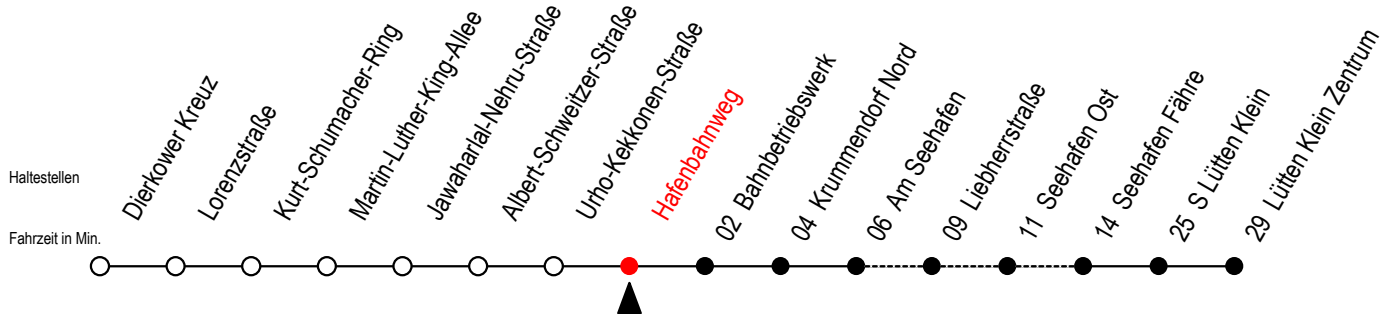 Haltestellen
Fahrzeit in Min.
Dierkower Kreuz
Lorenzstraße
Kurt-Schumacher-Ring
Martin-Luther-King-Allee
Jawaharlal-Nehru-Straße
Albert-Schweitzer-Straße
Urho-Kekkonen-Straße
Hafenbahnweg
02 Bahnbetriebswerk
04 Krummendorf Nord
06 Am Seehafen
09 Liebherrstraße
11 Seehafen Ost
14 Seehafen Fähre
25 S Lütten Klein
29 Lütten Klein Zentrum